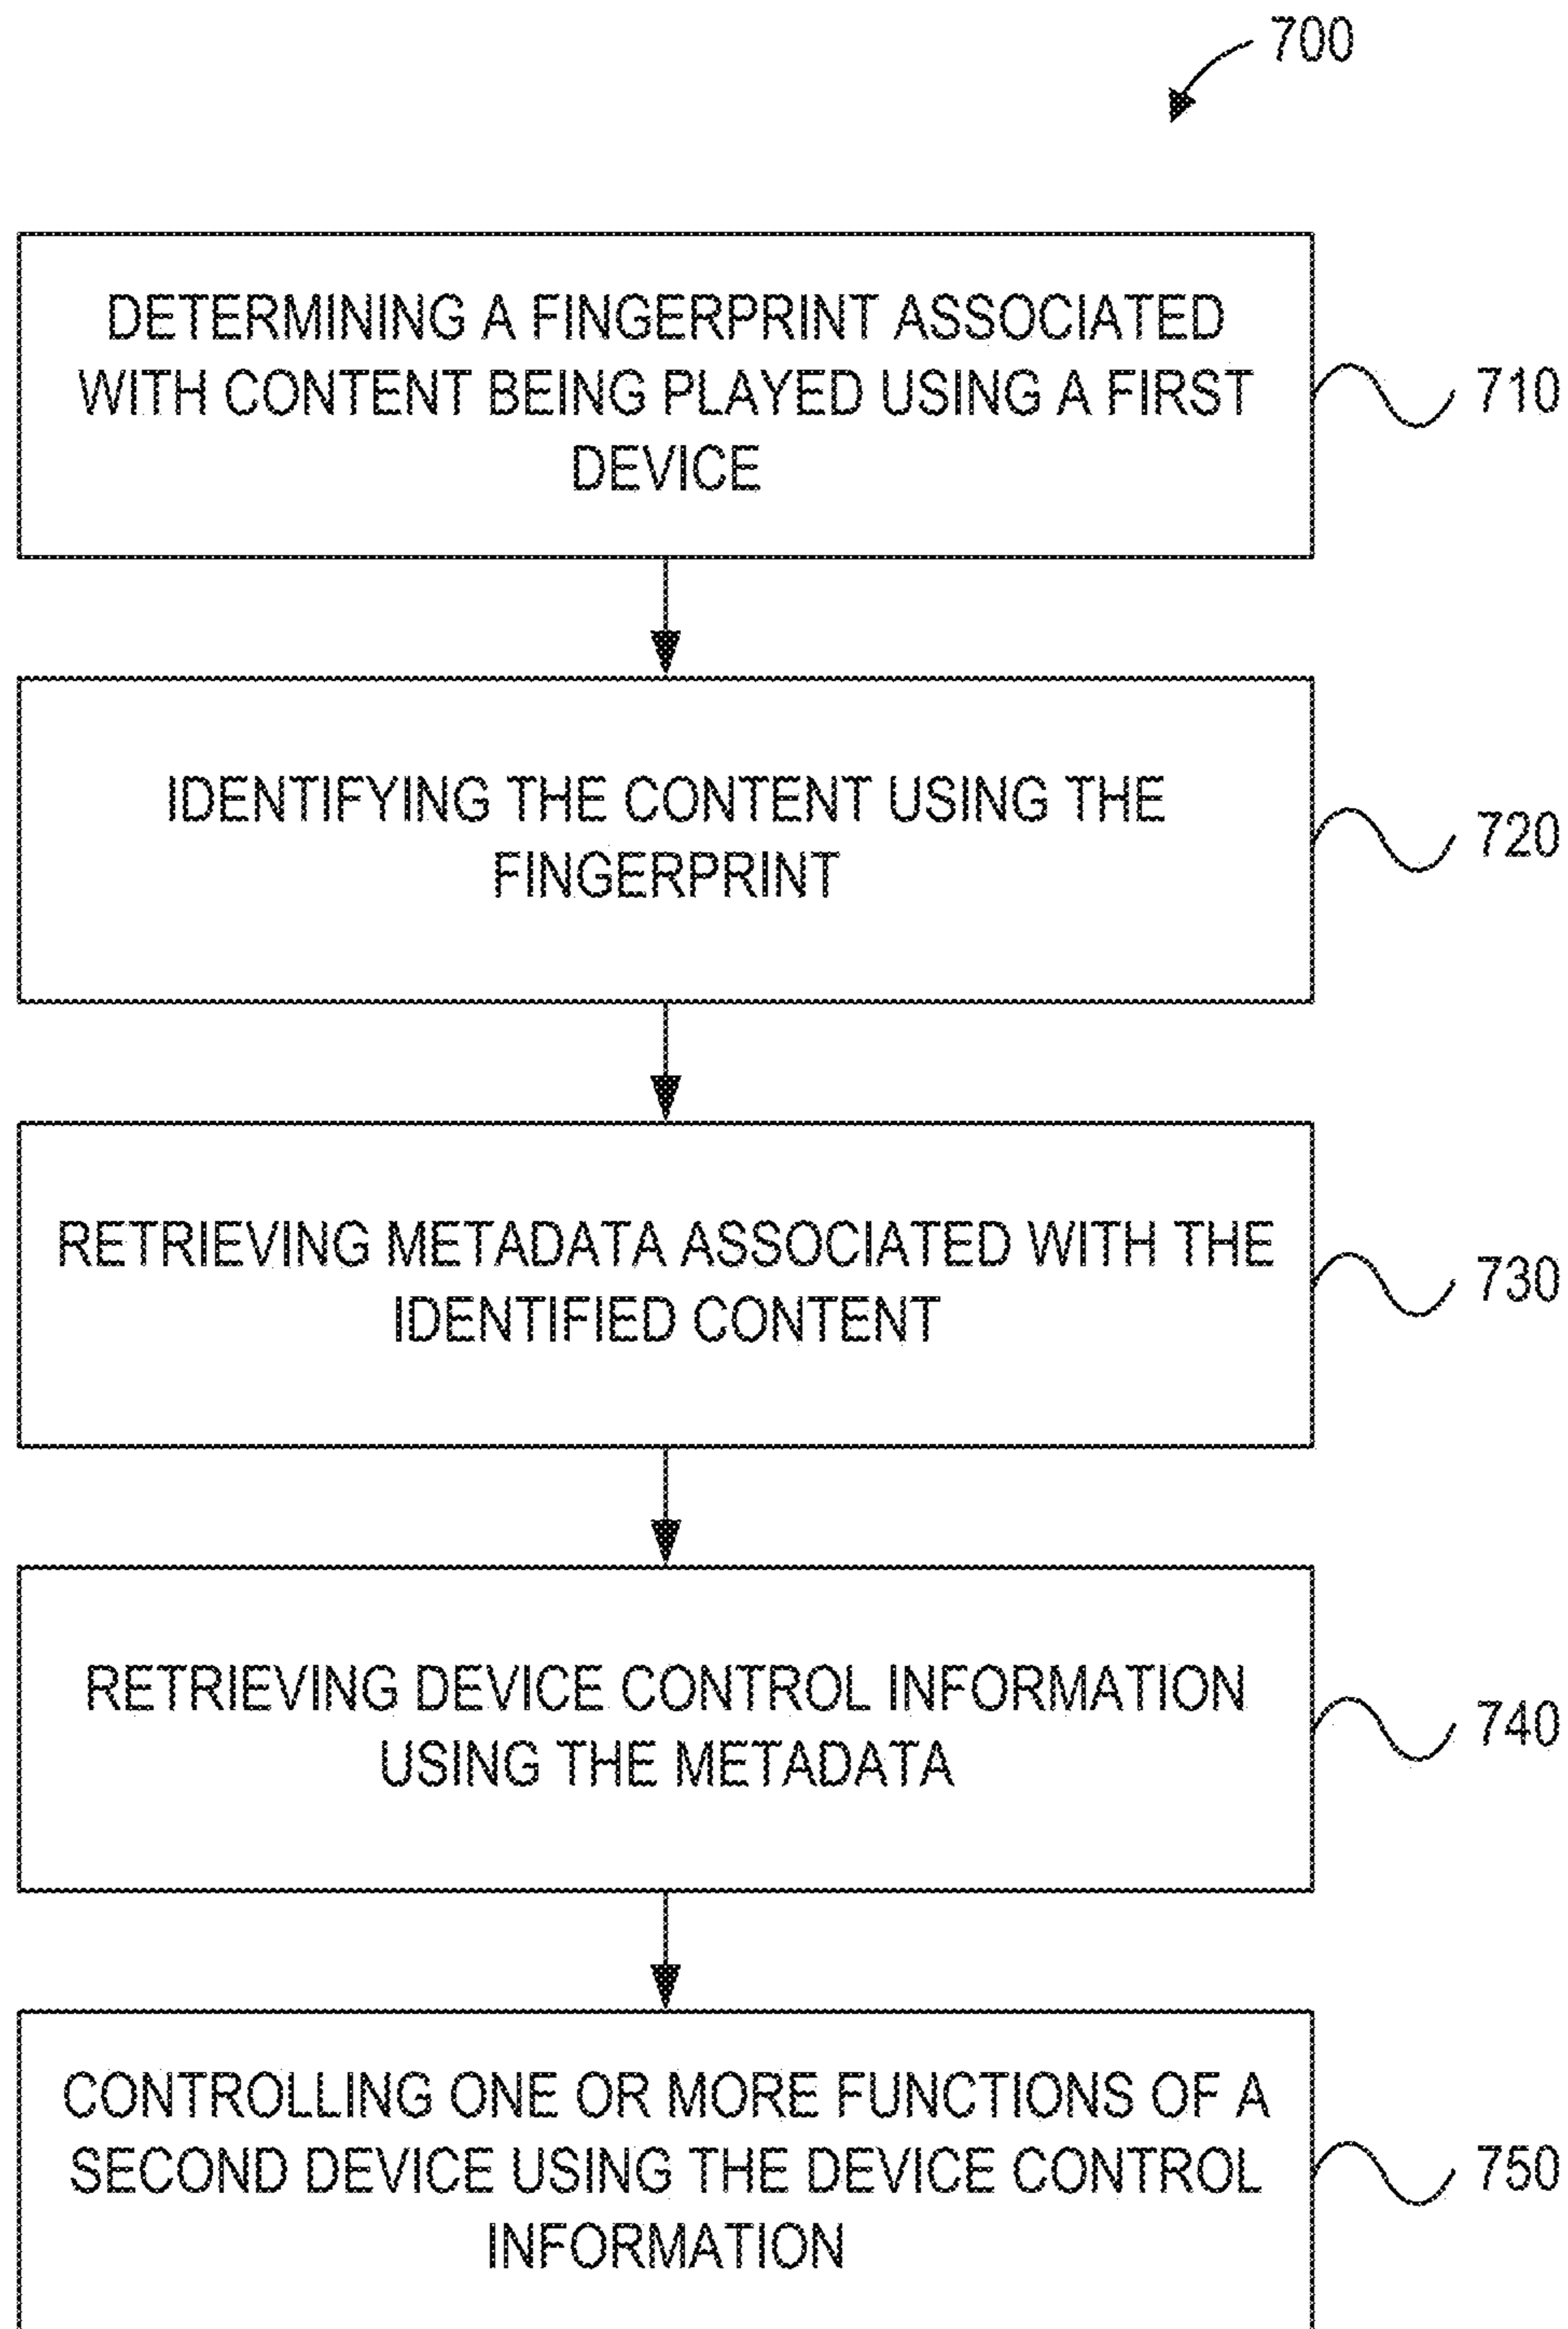 700
DETERMINING A FINGERPRINT ASSOCIATED
WITH CONTENT BEING PLAYED USING A FIRST
DEVICE
710
IDENTIFYING THE CONTENT USING THE
FINGERPRINT
720
RETRIEVING METADATA ASSOCIATED WITH THE
IDENTIFIED CONTENT
730
RETRIEVING DEVICE CONTROL INFORMATION
USING THE METADATA
740
CONTROLLING ONE OR MORE FUNCTIONS OF A
SECOND DEVICE USING THE DEVICE CONTROL
INFORMATION
750